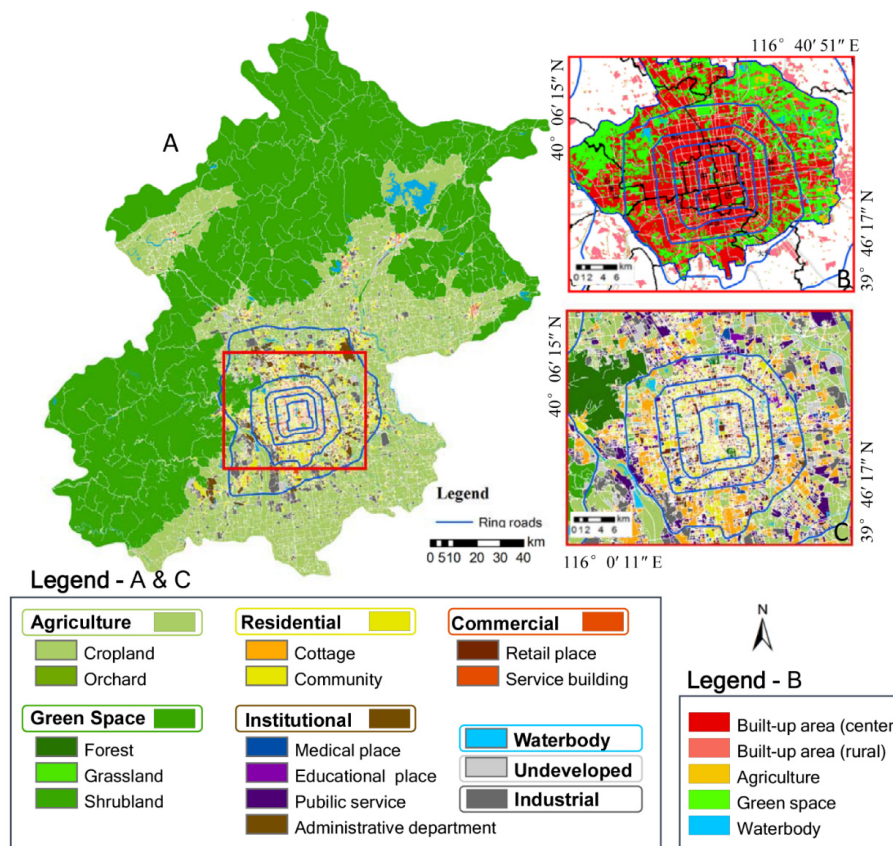 A
116° 40′ 51″ E
40° 06′ 15″ N
39° 46′ 17″ N
0 1 2 4 6 km
B
40° 06′ 15″ N
39° 46′ 17″ N
0 1 2 4 6 km
C
116° 0′ 11″ E
Legend
Ring roads
0 5 10 20 30 40 km
Legend - A & C
Agriculture
Cropland
Orchard
Green Space
Forest
Grassland
Shrubland
Residential
Cottage
Community
Institutional
Medical place
Educational place
Pubilic service
Administrative department
Commercial
Retail place
Service building
Waterbody
Undeveloped
Industrial
N
Legend - B
Built-up area (center
Built-up area (rural)
Agriculture
Green space
Waterbody